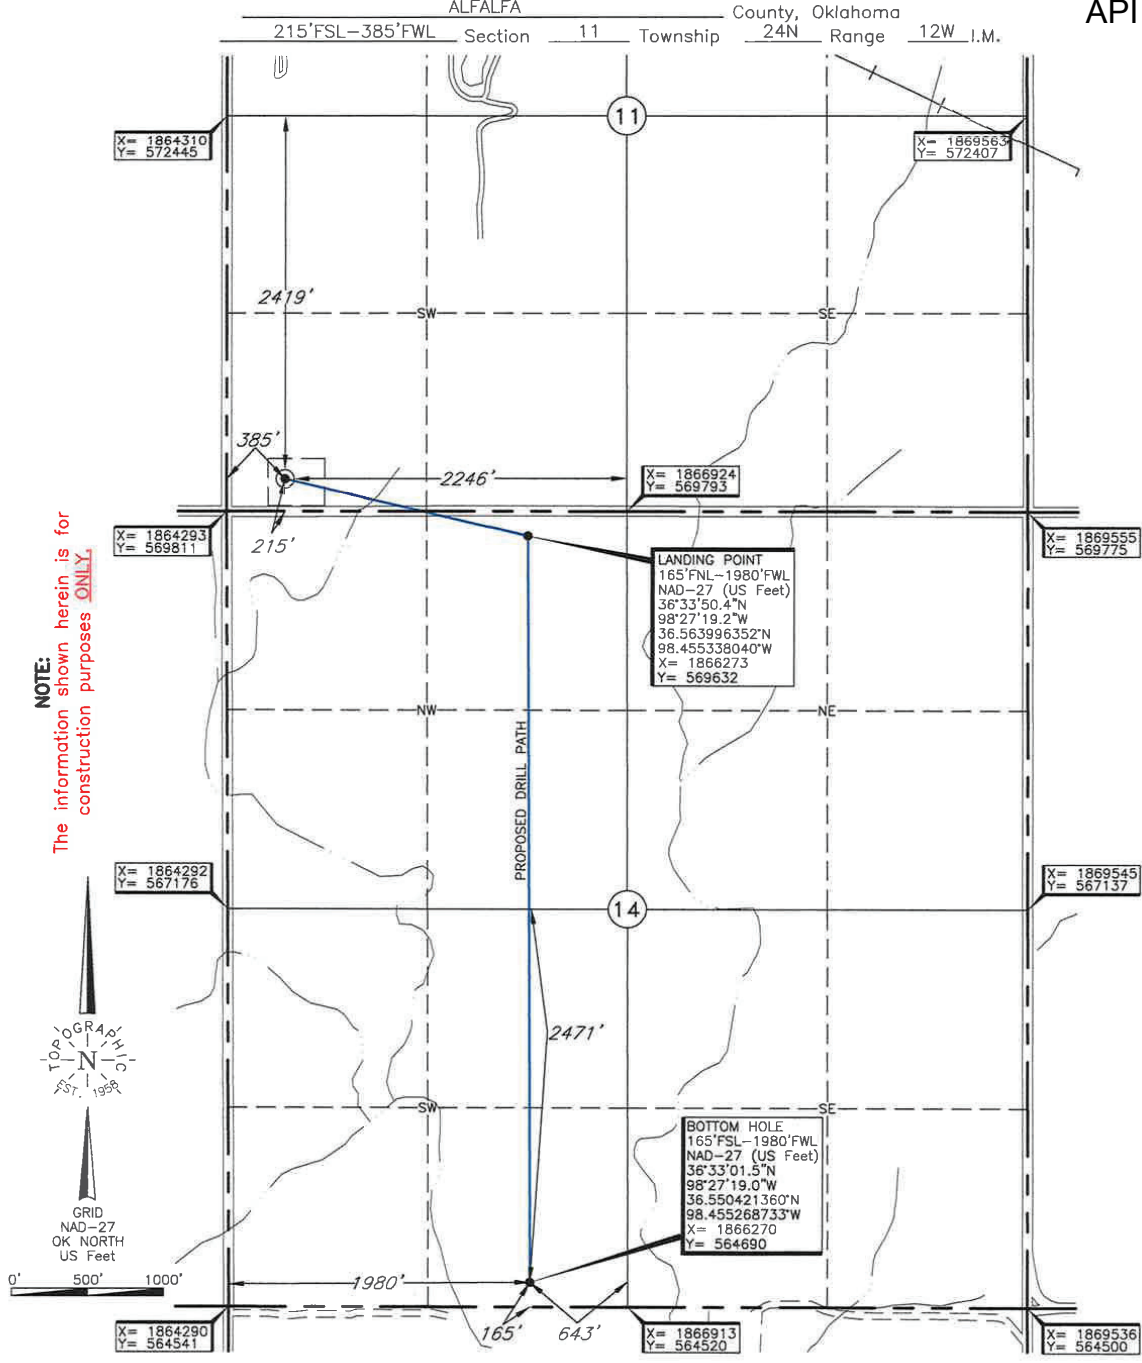 API
ALFALFA
County, Oklahoma
215'FSL-385'FWL Section 11 Township 24N Range 12W I.M.
11
X= 1864310
Y= 572445
X= 1869563
Y= 572407
2419'
SW
SE
385'
2246'
X= 1866924
Y= 569793
215'
X= 1864293
Y= 569811
X= 1869555
Y= 569775
LANDING POINT
165'FNL-1980'FWL
NAD-27 (US Feet)
36°33'50.4"N
98°27'19.2"W
36.563996352°N
98.455338040°W
X= 1866273
Y= 569632
NOTE:
The information shown herein is for
construction purposes ONLY.
NW
NE
PROPOSED DRILL PATH
X= 1864292
Y= 567176
X= 1869545
Y= 567137
14
2471'
TOPOGRAPHIC
N
EST. 1958
SW
SE
BOTTOM HOLE
165'FSL-1980'FWL
NAD-27 (US Feet)
36°33'01.5"N
98°27'19.0"W
36.550421360°N
98.455268733°W
X= 1866270
Y= 564690
GRID
NAD-27
OK NORTH
US Feet
0' 500' 1000'
1980'
165'
643'
X= 1864290
Y= 564541
X= 1866913
Y= 564520
X= 1869536
Y= 564500